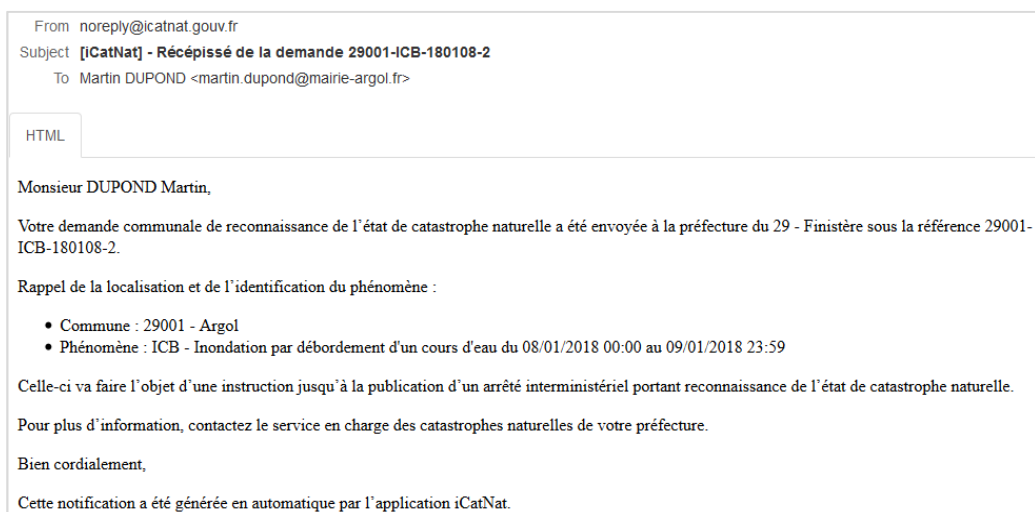 From noreply@icatnat.gouv.fr
Subject [iCatNat] - Récépissé de la demande 29001-ICB-180108-2
To Martin DUPOND <martin.dupond@mairie-argol.fr>
HTML
Monsieur DUPOND Martin,
Votre demande communale de reconnaissance de l’état de catastrophe naturelle a été envoyée à la préfecture du 29 - Finistère sous la référence 29001-
ICB-180108-2.
Rappel de la localisation et de l’identification du phénomène :
• Commune : 29001 - Argol
• Phénomène : ICB - Inondation par débordement d'un cours d'eau du 08/01/2018 00:00 au 09/01/2018 23:59
Celle-ci va faire l’objet d’une instruction jusqu’à la publication d’un arrêté interministériel portant reconnaissance de l’état de catastrophe naturelle.
Pour plus d’information, contactez le service en charge des catastrophes naturelles de votre préfecture.
Bien cordialement,
Cette notification a été générée en automatique par l’application iCatNat.